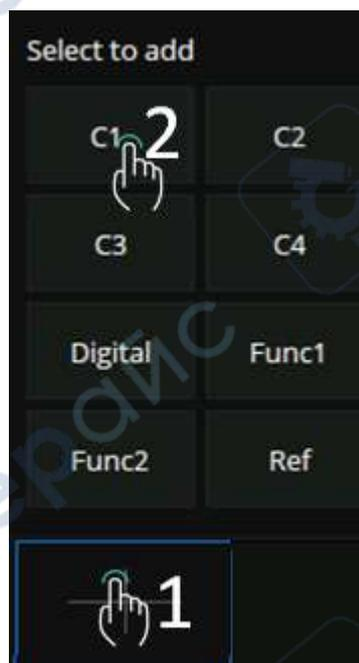 Select to add
C1 2
C2
C3
C4
Digital
Func1
Func2
Ref
1